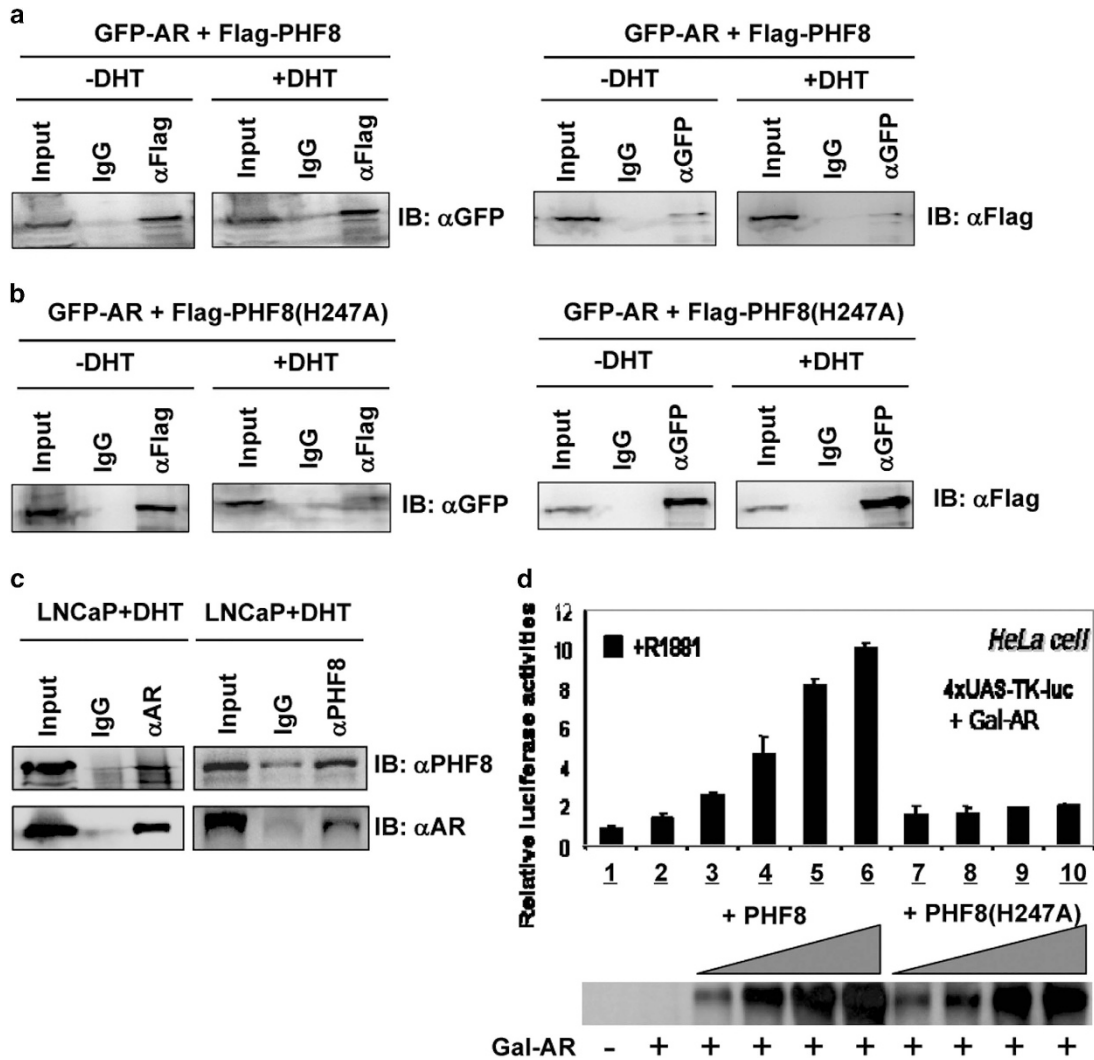 a
GFP-AR + Flag-PHF8
-DHT +DHT
Input IgG αFlag Input IgG αFlag
IB: αGFP
GFP-AR + Flag-PHF8
-DHT +DHT
Input IgG αGFP Input IgG αGFP
IB: αFlag
b
GFP-AR + Flag-PHF8(H247A)
-DHT +DHT
Input IgG αFlag Input IgG αFlag
IB: αGFP
GFP-AR + Flag-PHF8(H247A)
-DHT +DHT
Input IgG αGFP Input IgG αGFP
IB: αFlag
c
LNCaP+DHT LNCaP+DHT
Input IgG αAR Input IgG αPHF8
IB: αPHF8
IB: αAR
d
Relative luciferase activities
12
10
8
6
4
2
0
+R1881
HeLa cell
4xUAS-TK-luc
+ Gal-AR
1 2 3 4 5 6 7 8 9 10
+ PHF8 + PHF8(H247A)
Gal-AR - + + + + + + + + +